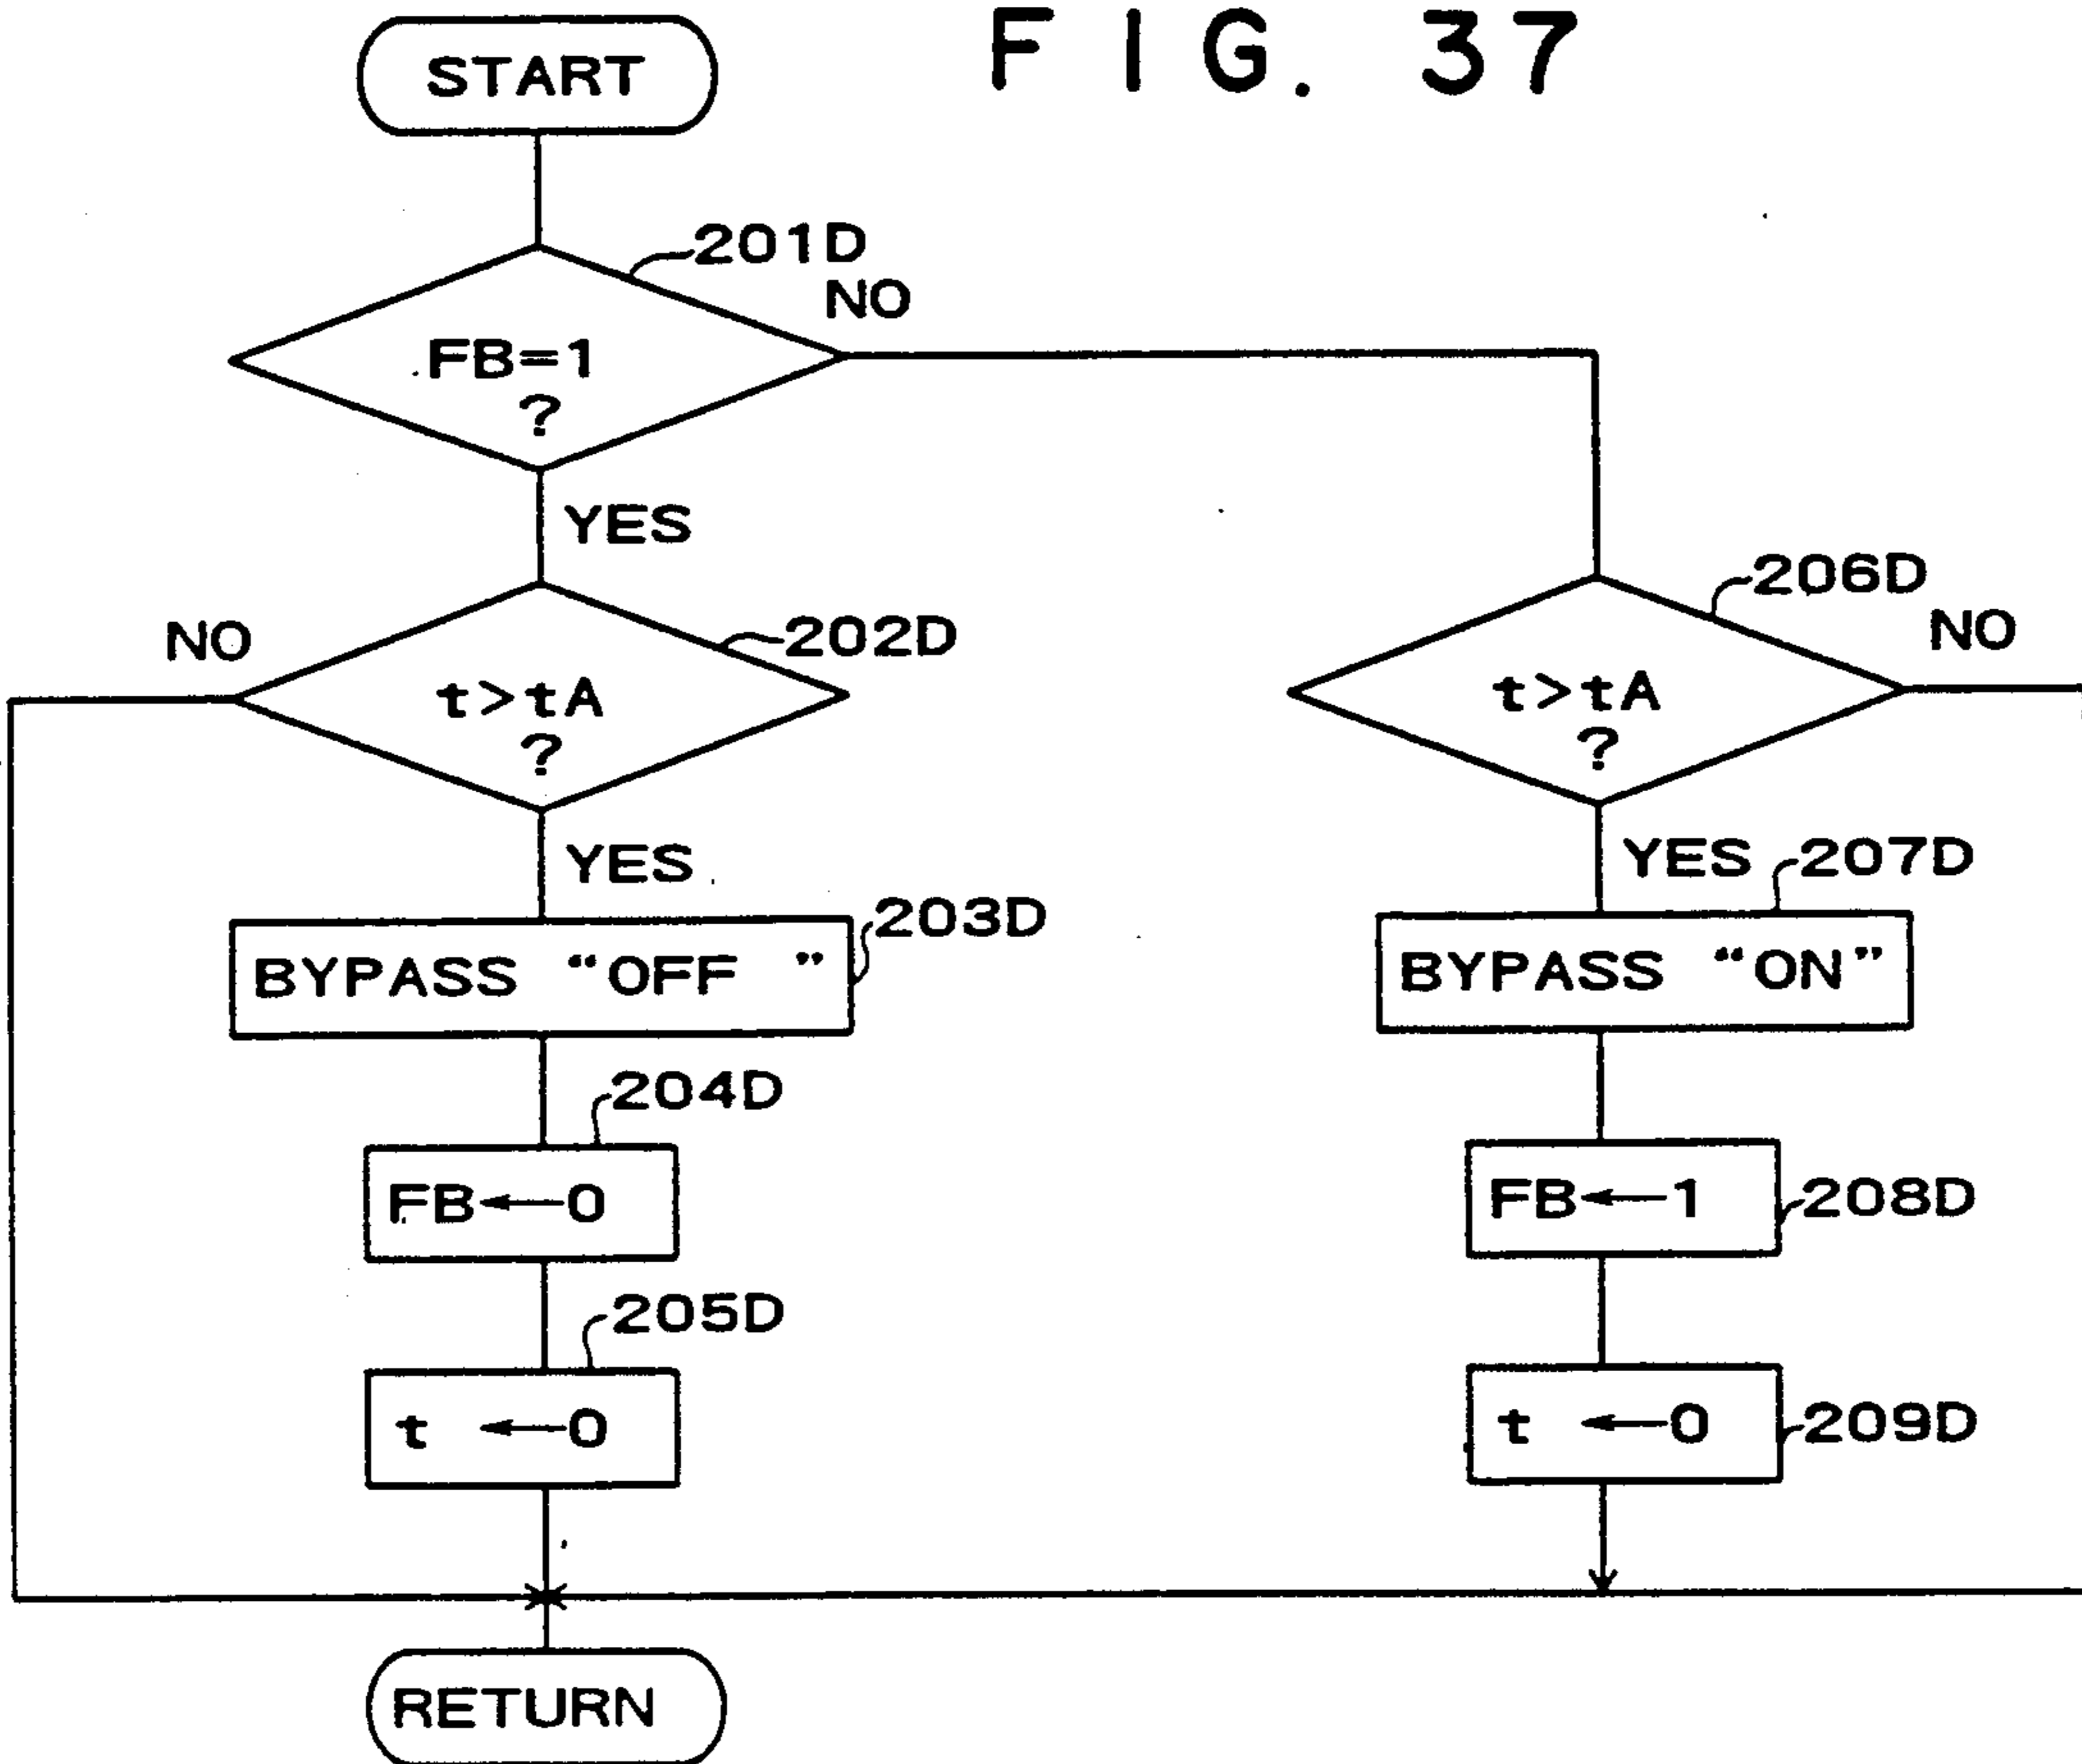 FIG. 37
START
201D
NO
FB=1
?
YES
202D
NO
t>tA
?
YES
203D
BYPASS “OFF ”
204D
FB←0
205D
t ←0
206D
NO
t>tA
?
YES
207D
BYPASS “ON”
FB←1
208D
t ←0
209D
RETURN